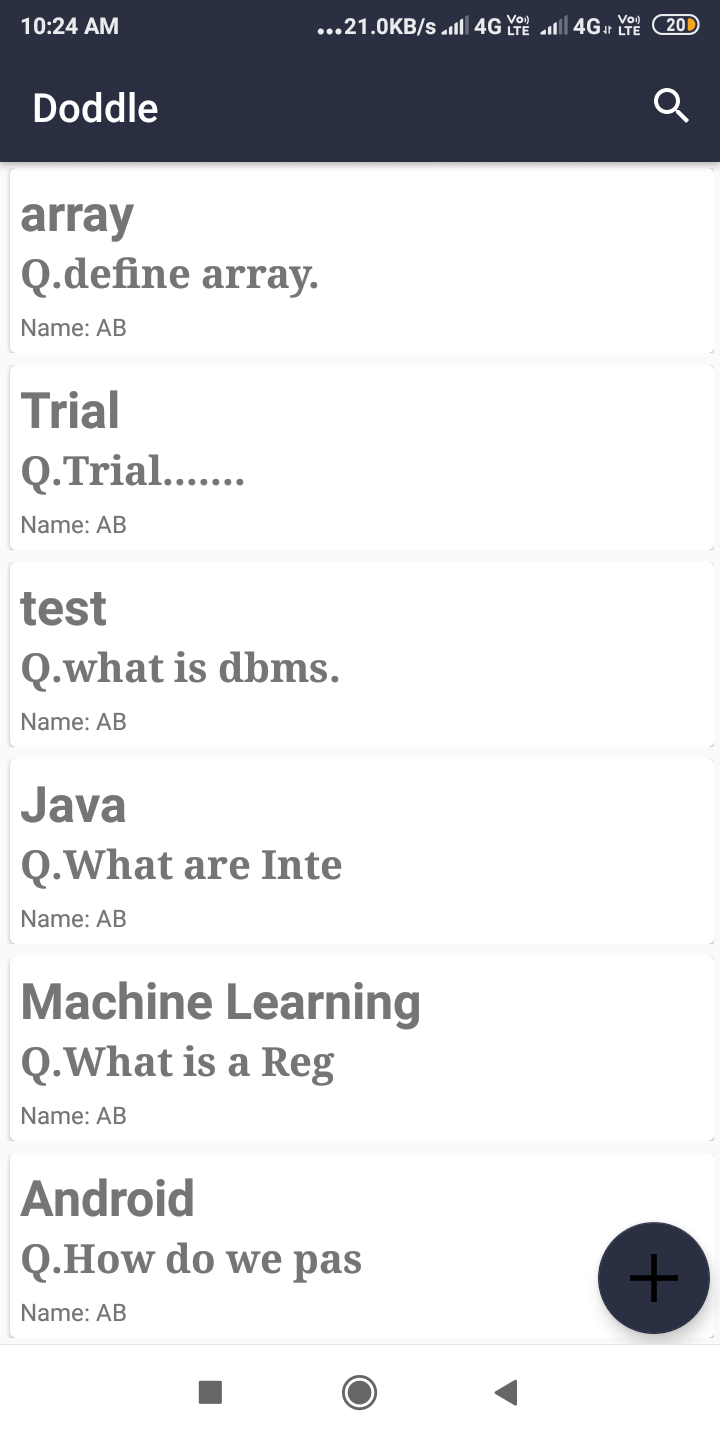 10:24 AM ...21.0KB/s 4G Vo) LTE 4G Vo) LTE 20
Doddle
array
Q.define array.
Name: AB
Trial
Q.Trial.......
Name: AB
test
Q.what is dbms.
Name: AB
Java
Q.What are Inte
Name: AB
Machine Learning
Q.What is a Reg
Name: AB
Android
Q.How do we pas
Name: AB